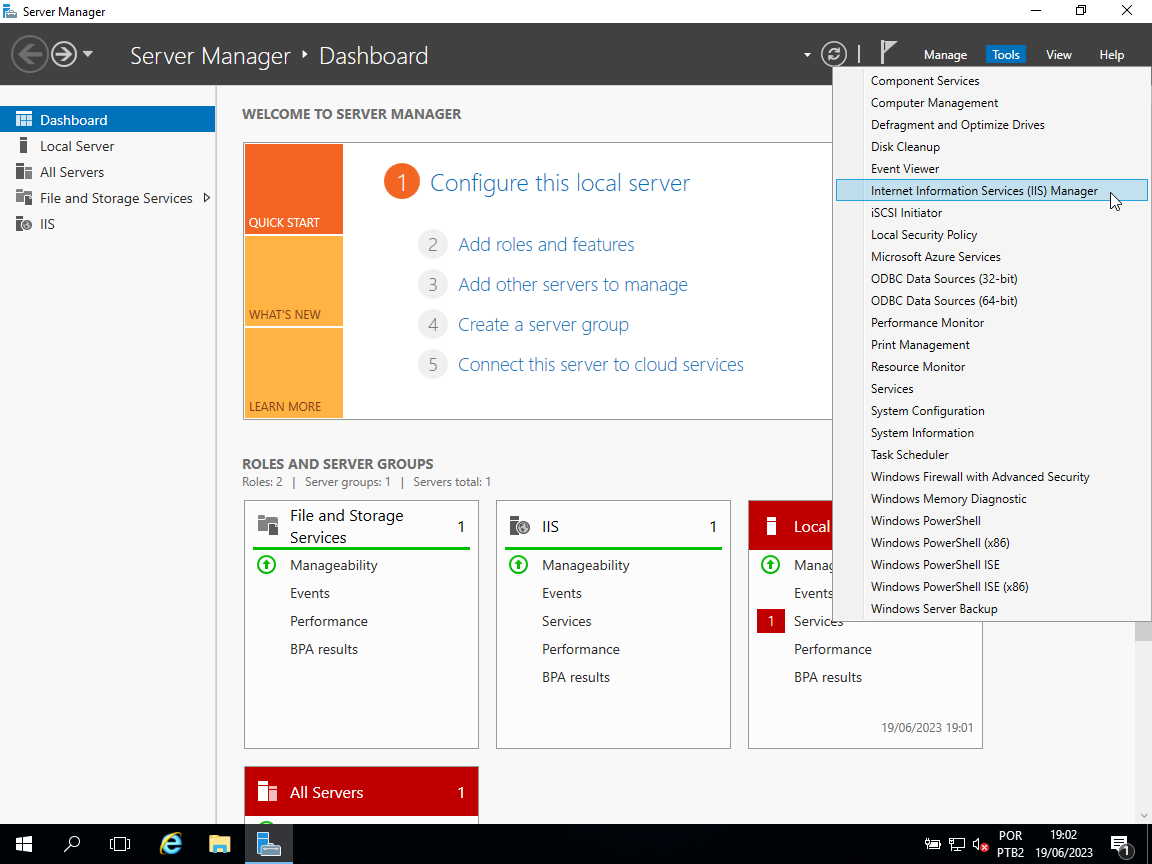 Server Manager
Server Manager
Dashboard
Manage
Tools
View
Help
Dashboard
Local Server
All Servers
File and Storage Services
IIS
WELCOME TO SERVER MANAGER
QUICK START
WHAT'S NEW
LEARN MORE
1 Configure this local server
2 Add roles and features
3 Add other servers to manage
4 Create a server group
5 Connect this server to cloud services
Component Services
Computer Management
Defragment and Optimize Drives
Disk Cleanup
Event Viewer
Internet Information Services (IIS) Manager
iSCSI Initiator
Local Security Policy
Microsoft Azure Services
ODBC Data Sources (32-bit)
ODBC Data Sources (64-bit)
Performance Monitor
Print Management
Resource Monitor
Services
System Configuration
System Information
Task Scheduler
Windows Firewall with Advanced Security
Windows Memory Diagnostic
Windows PowerShell
Windows PowerShell (x86)
Windows PowerShell ISE
Windows PowerShell ISE (x86)
Windows Server Backup
ROLES AND SERVER GROUPS
Roles: 2 | Server groups: 1 | Servers total: 1
File and Storage
Services
1
Manageability
Events
Performance
BPA results
IIS
1
Manageability
Events
Services
Performance
BPA results
Local
Manag
Events
1 Services
Performance
BPA results
19/06/2023 19:01
All Servers
1
POR
PTB2
19:02
19/06/2023
1